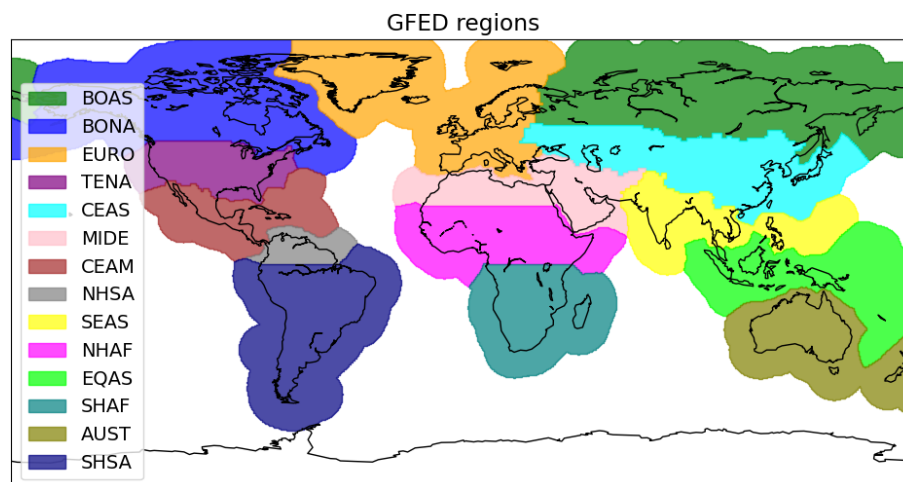 GFED regions
BOAS
BONA
EURO
TENA
CEAS
MIDE
CEAM
NHSA
SEAS
NHAF
EQAS
SHAF
AUST
SHSA